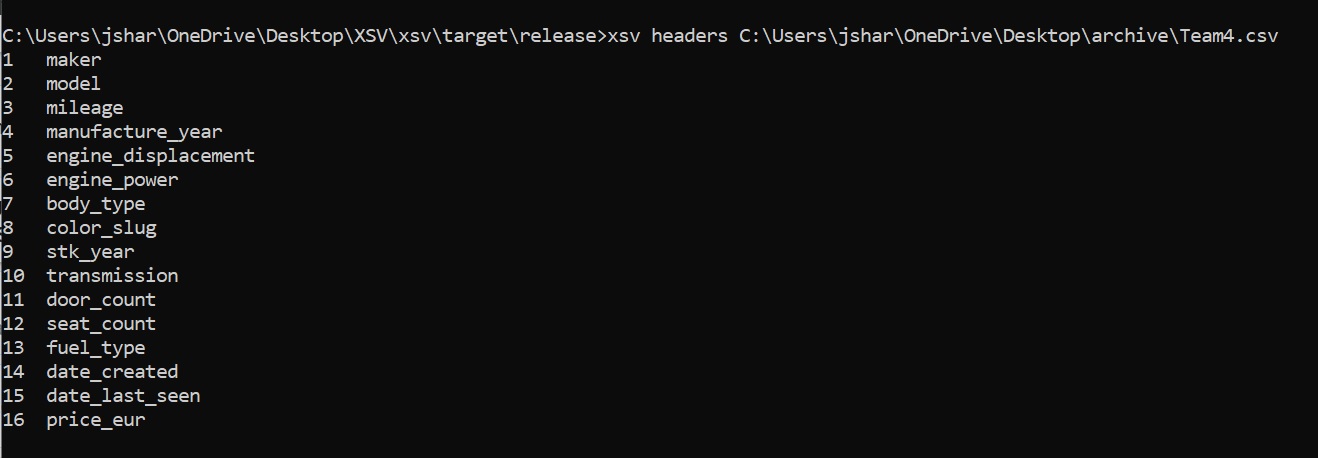 C:\Users\jshar\OneDrive\Desktop\XSV\xsv\target\release>xsv headers C:\Users\jshar\OneDrive\Desktop\archive\Team4.csv
1   maker
2   model
3   mileage
4   manufacture_year
5   engine_displacement
6   engine_power
7   body_type
8   color_slug
9   stk_year
10  transmission
11  door_count
12  seat_count
13  fuel_type
14  date_created
15  date_last_seen
16  price_eur